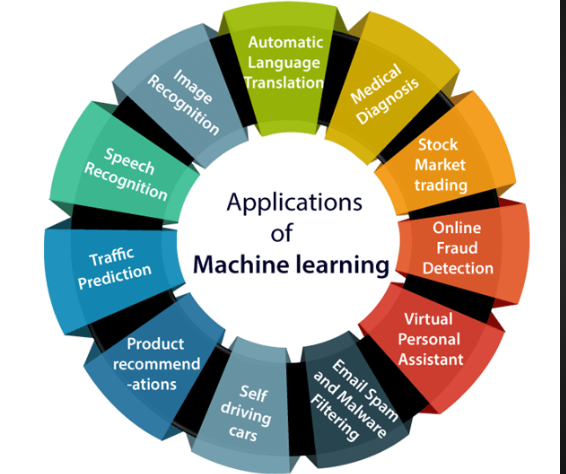 Applications
of
Machine learning
Automatic
Language
Translation
Medical
Diagnosis
Stock
Market
trading
Online
Fraud
Detection
Virtual
Personal
Assistant
Email Spam
and Malware
Filtering
Self
driving
cars
Product
recommend
-ations
Traffic
Prediction
Speech
Recognition
Image
Recognition